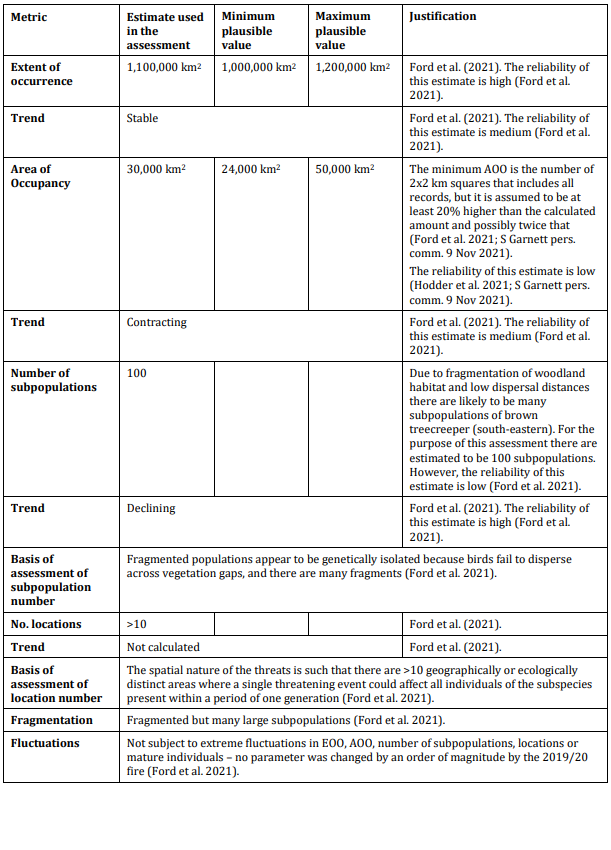 Metric
Estimate used
in the
assessment
Minimum
plausible
value
Maximum
plausible
value
Justification
Extent of
occurrence
1,100,000 km²
1,000,000 km²
1,200,000 km²
Ford et al. (2021). The reliability of
this estimate is high (Ford et al.
2021).
Trend
Stable
Ford et al. (2021). The reliability of
this estimate is medium (Ford et al.
2021).
Area of
Occupancy
30,000 km²
24,000 km²
50,000 km²
The minimum AOO is the number of
2x2 km squares that includes all
records, but it is assumed to be at
least 20% higher than the calculated
amount and possibly twice that
(Ford et al. 2021; S Garnett pers.
comm. 9 Nov 2021).
The reliability of this estimate is low
(Hodder et al. 2021; S Garnett pers.
comm. 9 Nov 2021).
Trend
Contracting
Ford et al. (2021). The reliability of
this estimate is medium (Ford et al.
2021).
Number of
subpopulations
100
Due to fragmentation of woodland
habitat and low dispersal distances
there are likely to be many
subpopulations of brown
treecreeper (south-eastern). For the
purpose of this assessment there are
estimated to be 100 subpopulations.
However, the reliability of this
estimate is low (Ford et al. 2021).
Trend
Declining
Ford et al. (2021). The reliability of
this estimate is high (Ford et al.
2021).
Basis of
assessment of
subpopulation
number
Fragmented populations appear to be genetically isolated because birds fail to disperse
across vegetation gaps, and there are many fragments (Ford et al. 2021).
No. locations
>10
Ford et al. (2021).
Trend
Not calculated
Ford et al. (2021).
Basis of
assessment of
location number
The spatial nature of the threats is such that there are >10 geographically or ecologically
distinct areas where a single threatening event could affect all individuals of the subspecies
present within a period of one generation (Ford et al. 2021).
Fragmentation
Fragmented but many large subpopulations (Ford et al. 2021).
Fluctuations
Not subject to extreme fluctuations in EOO, AOO, number of subpopulations, locations or
mature individuals – no parameter was changed by an order of magnitude by the 2019/20
fire (Ford et al. 2021).